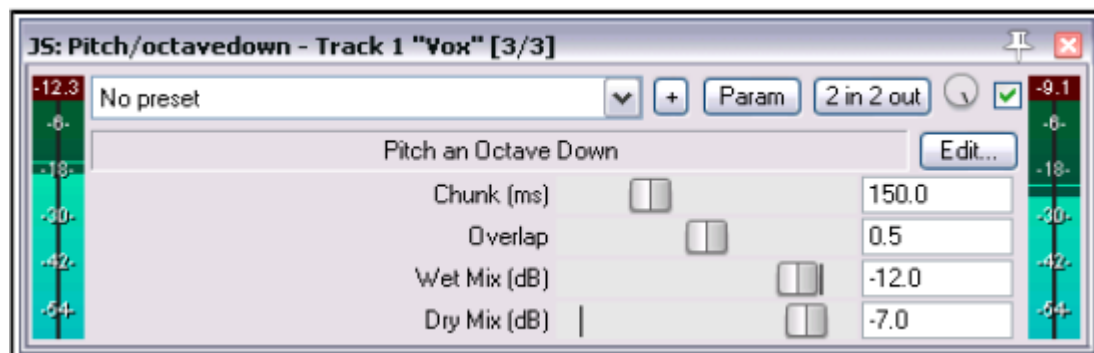 JS: Pitch/octavedown - Track 1 "Vox" [3/3]
-12.3 No preset + Param 2 in 2 out -9.1
-6- -6-
Pitch an Octave Down Edit...
-18- -18-
Chunk (ms) 150.0
-30- -30-
Overlap 0.5
-42- -42-
Wet Mix (dB) -12.0
-54- -54-
Dry Mix (dB) -7.0